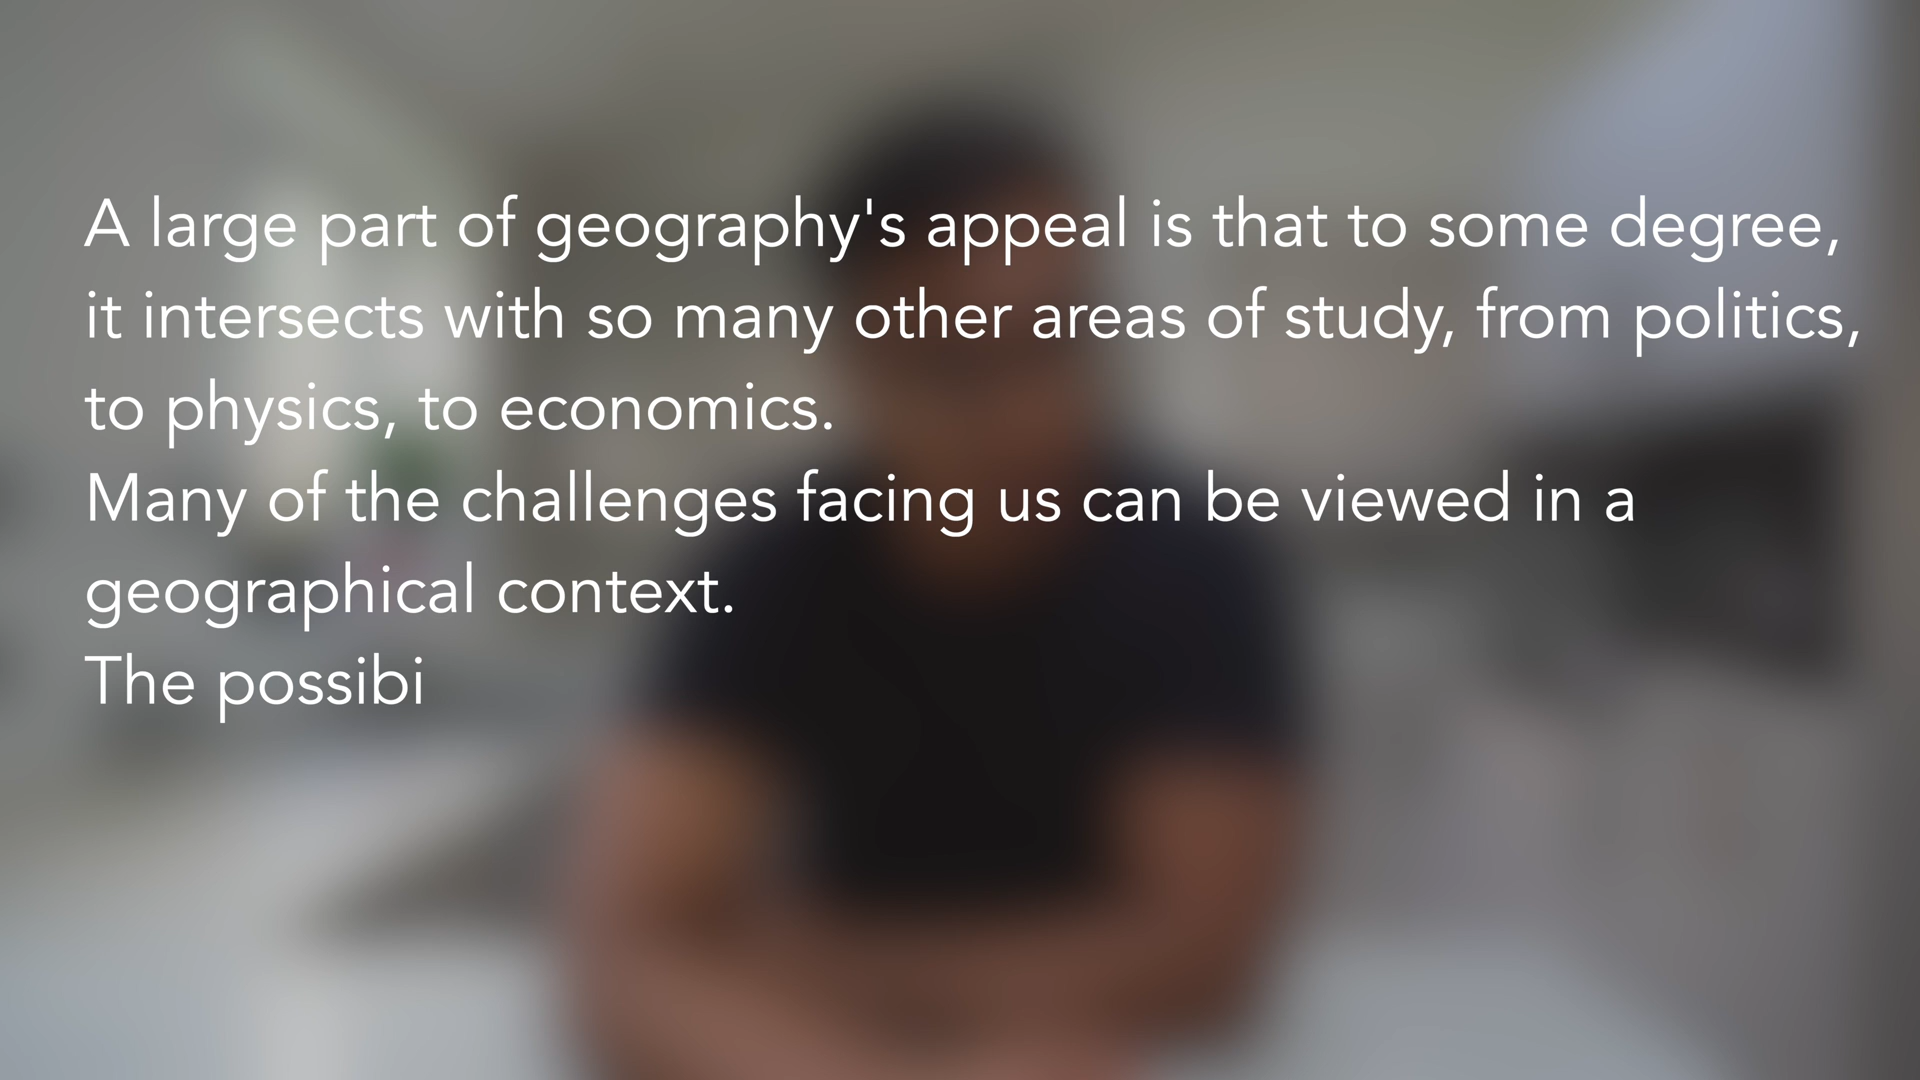 A large part of geography's appeal is that to some degree,
it intersects with so many other areas of study, from politics,
to physics, to economics.
Many of the challenges facing us can be viewed in a
geographical context.
The possibi